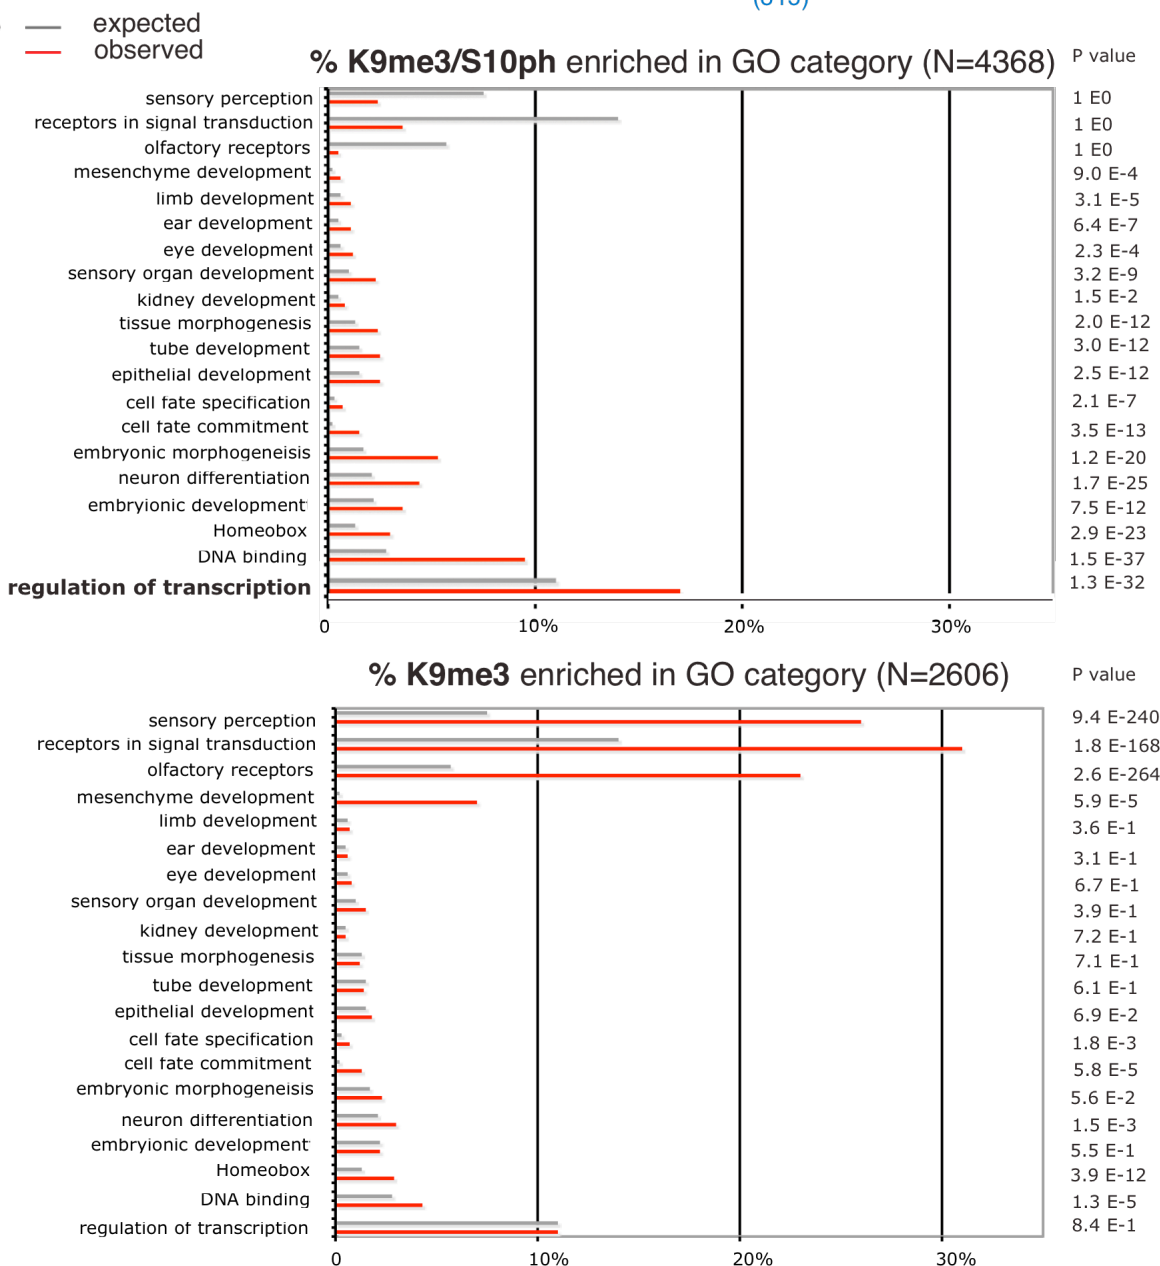 expected
observed
% K9me3/S10ph enriched in GO category (N=4368) P value
sensory perception 1 E0
receptors in signal transduction 1 E0
olfactory receptors 1 E0
mesenchyme development 9.0 E-4
limb development 3.1 E-5
ear development 6.4 E-7
eye development 2.3 E-4
sensory organ development 3.2 E-9
kidney development 1.5 E-2
tissue morphogenesis 2.0 E-12
tube development 3.0 E-12
epithelial development 2.5 E-12
cell fate specification 2.1 E-7
cell fate commitment 3.5 E-13
embryonic morphogeneisis 1.2 E-20
neuron differentiation 1.7 E-25
embryionic development 7.5 E-12
Homeobox 2.9 E-23
DNA binding 1.5 E-37
regulation of transcription 1.3 E-32
0 10% 20% 30%
% K9me3 enriched in GO category (N=2606) P value
sensory perception 9.4 E-240
receptors in signal transduction 1.8 E-168
olfactory receptors 2.6 E-264
mesenchyme development 5.9 E-5
limb development 3.6 E-1
ear development 3.1 E-1
eye development 6.7 E-1
sensory organ development 3.9 E-1
kidney development 7.2 E-1
tissue morphogenesis 7.1 E-1
tube development 6.1 E-1
epithelial development 6.9 E-2
cell fate specification 1.8 E-3
cell fate commitment 5.8 E-5
embryonic morphogeneisis 5.6 E-2
neuron differentiation 1.5 E-3
embryionic development 5.5 E-1
Homeobox 3.9 E-12
DNA binding 1.3 E-5
regulation of transcription 8.4 E-1
0 10% 20% 30%